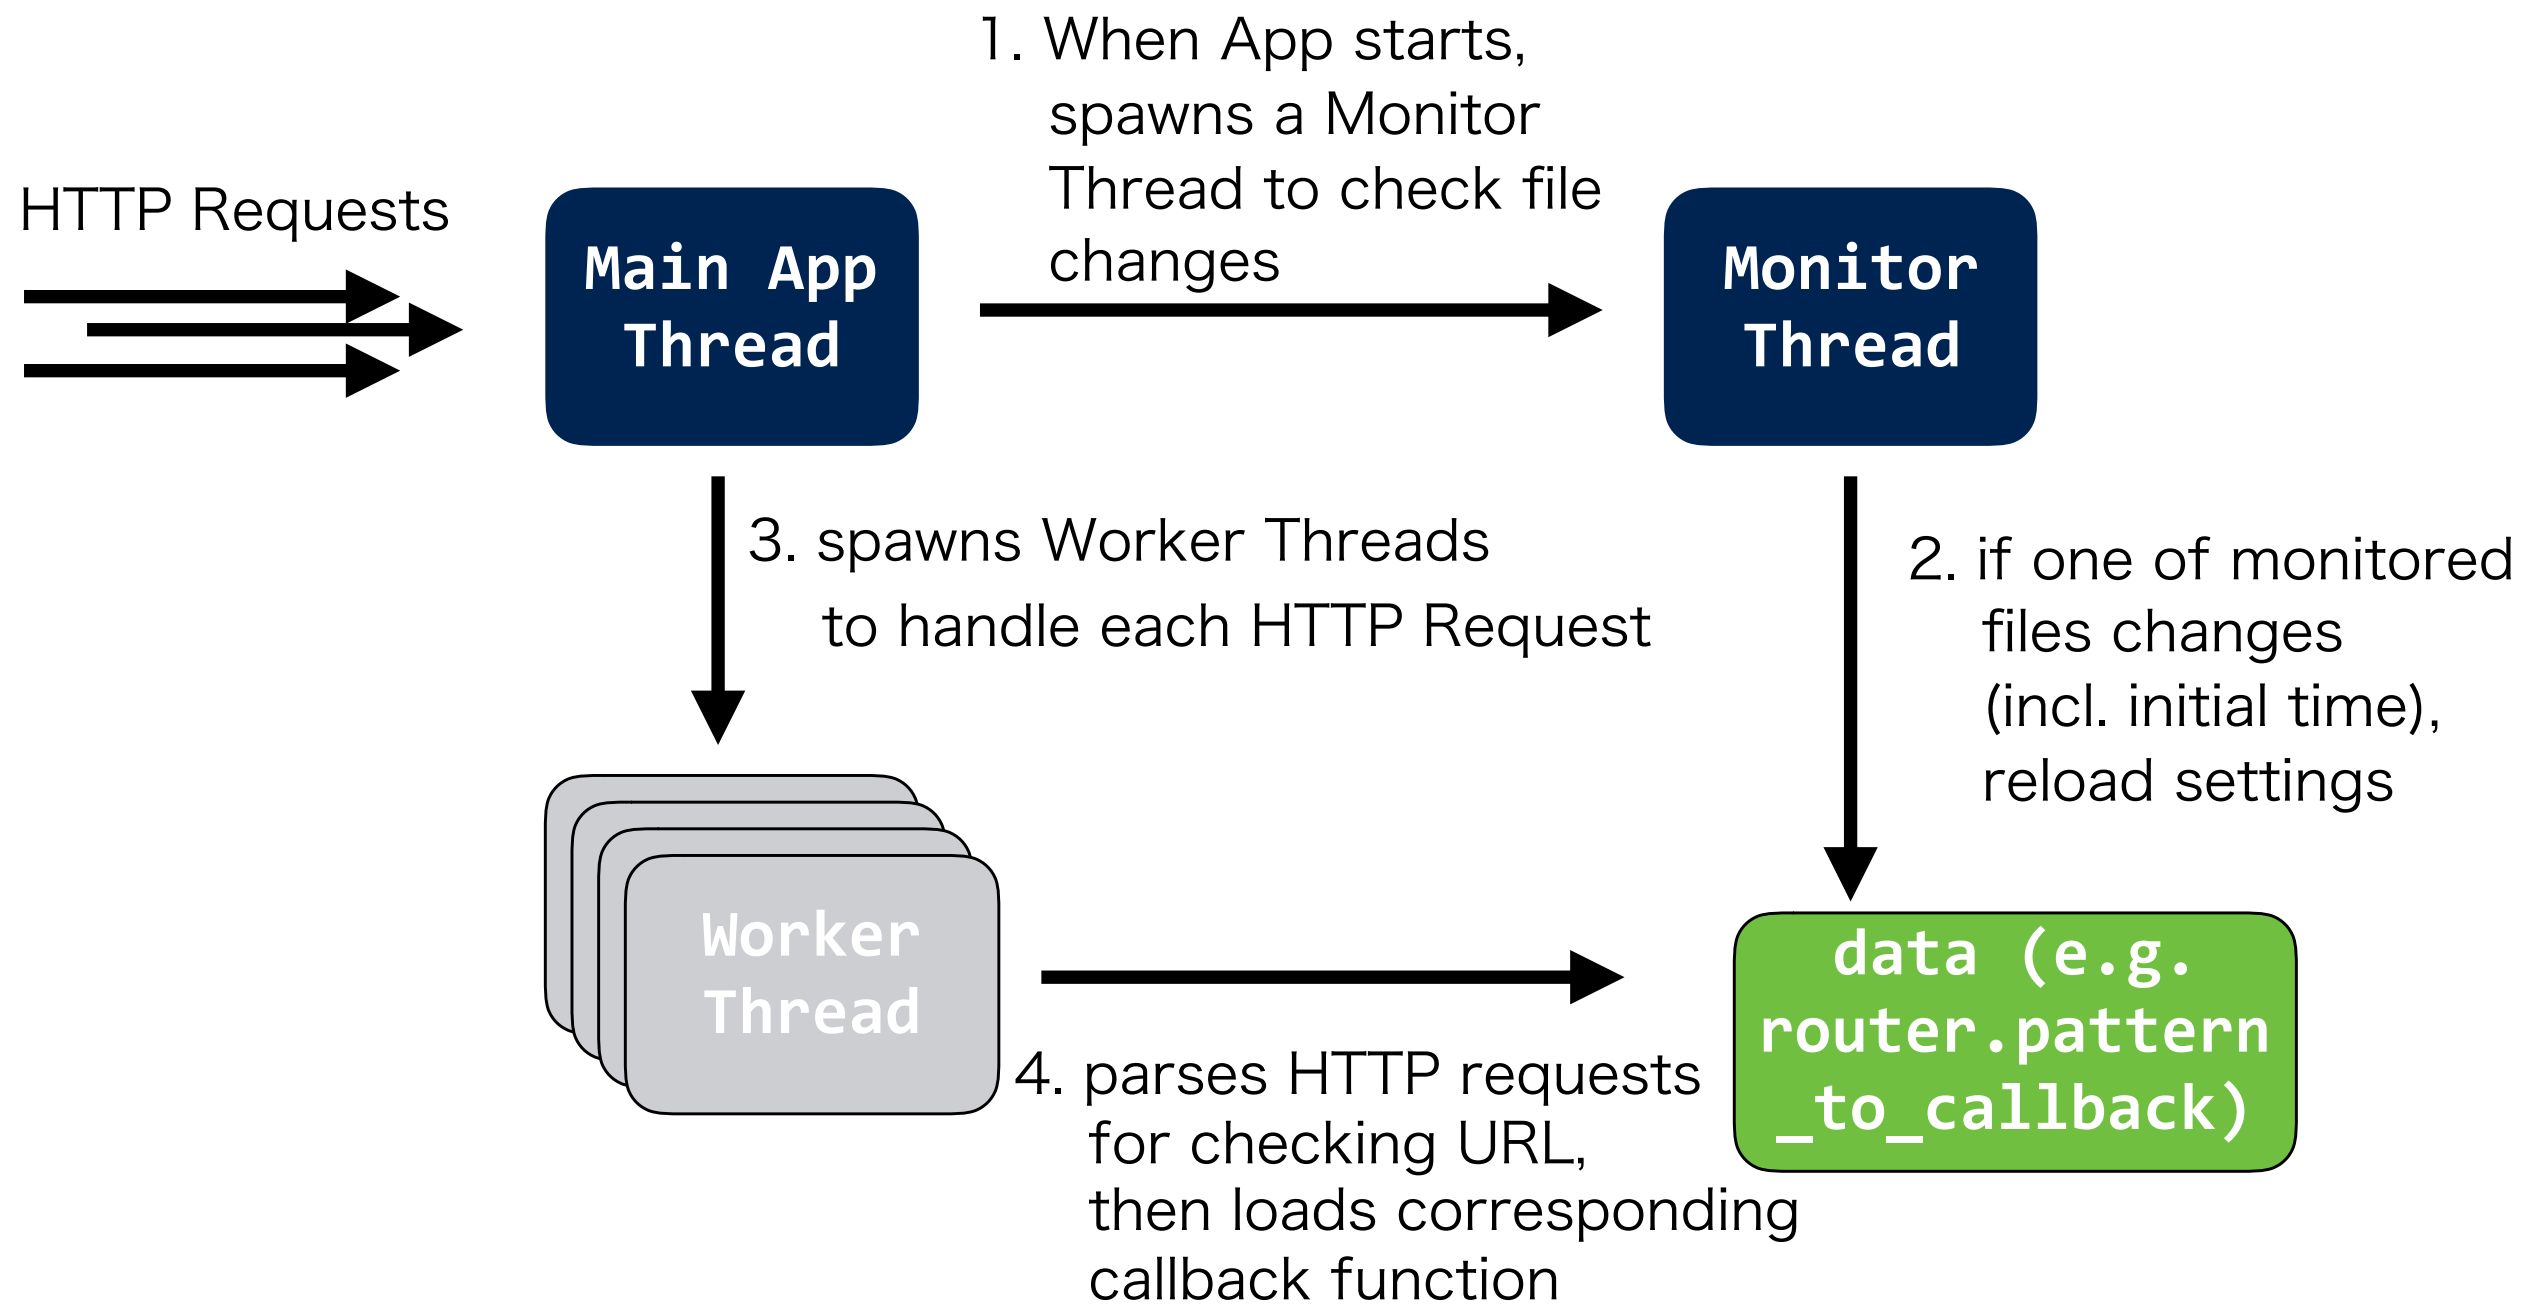 HTTP Requests
Main App
Thread
1. When App starts,
spawns a Monitor
Thread to check file
changes
Monitor
Thread
3. spawns Worker Threads
to handle each HTTP Request
2. if one of monitored
files changes
(incl. initial time),
reload settings
Worker
Thread
4. parses HTTP requests
for checking URL,
then loads corresponding
callback function
data (e.g.
router.pattern
_to_callback)